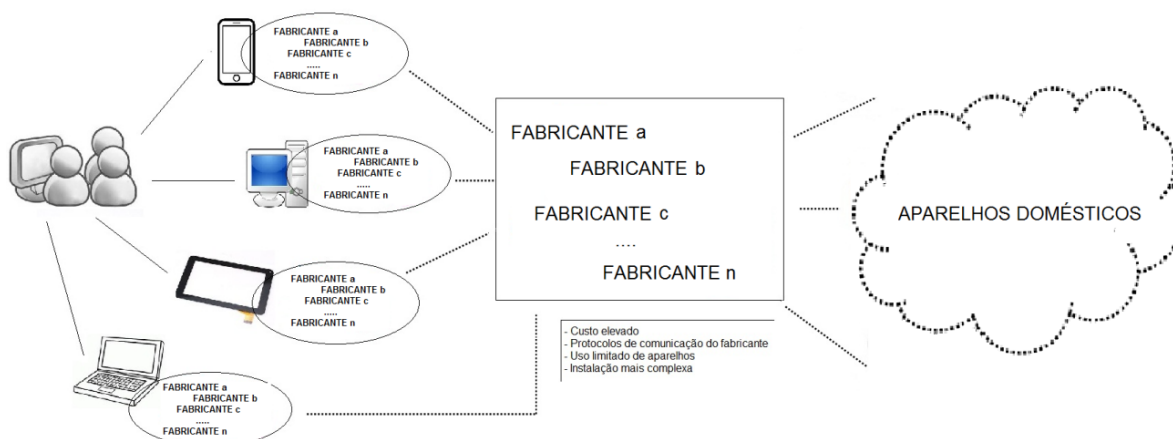 FABRICANTE a
FABRICANTE b
FABRICANTE c
.....
FABRICANTE n
FABRICANTE a
FABRICANTE b
FABRICANTE c
.....
FABRICANTE n
FABRICANTE a
FABRICANTE b
FABRICANTE c
.....
FABRICANTE n
FABRICANTE a
FABRICANTE b
FABRICANTE c
.....
FABRICANTE n
FABRICANTE a
FABRICANTE b
FABRICANTE c
....
FABRICANTE n
- Custo elevado
- Protocolos de comunicação do fabricante
- Uso limitado de aparelhos
- Instalação mais complexa
APARELHOS DOMÉSTICOS